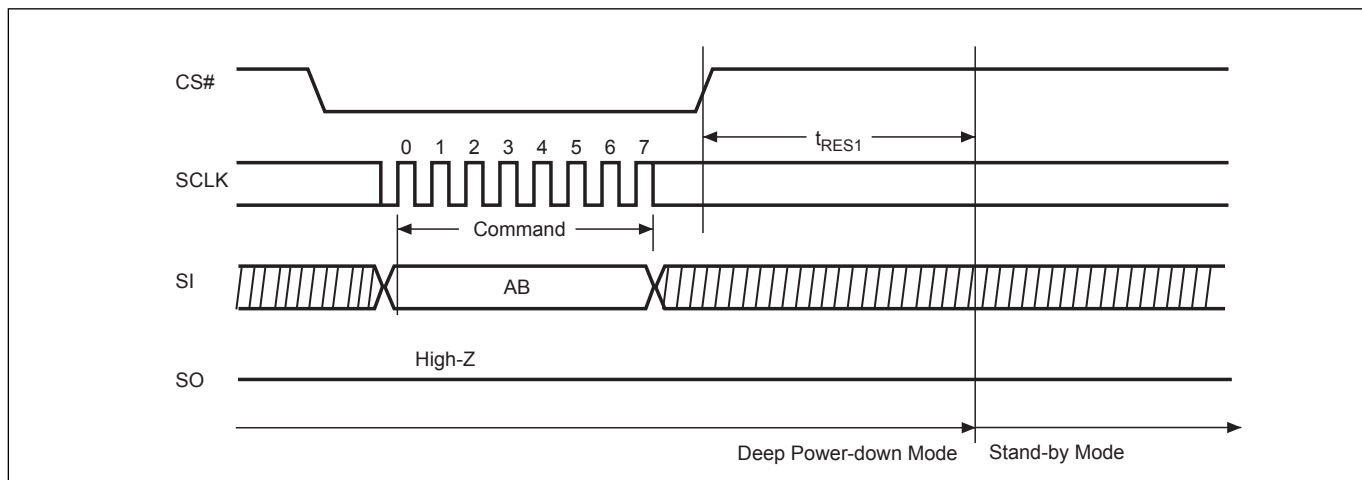 CS#
tRES1
0 1 2 3 4 5 6 7
SCLK
Command
SI
AB
High-Z
SO
Deep Power-down Mode
Stand-by Mode